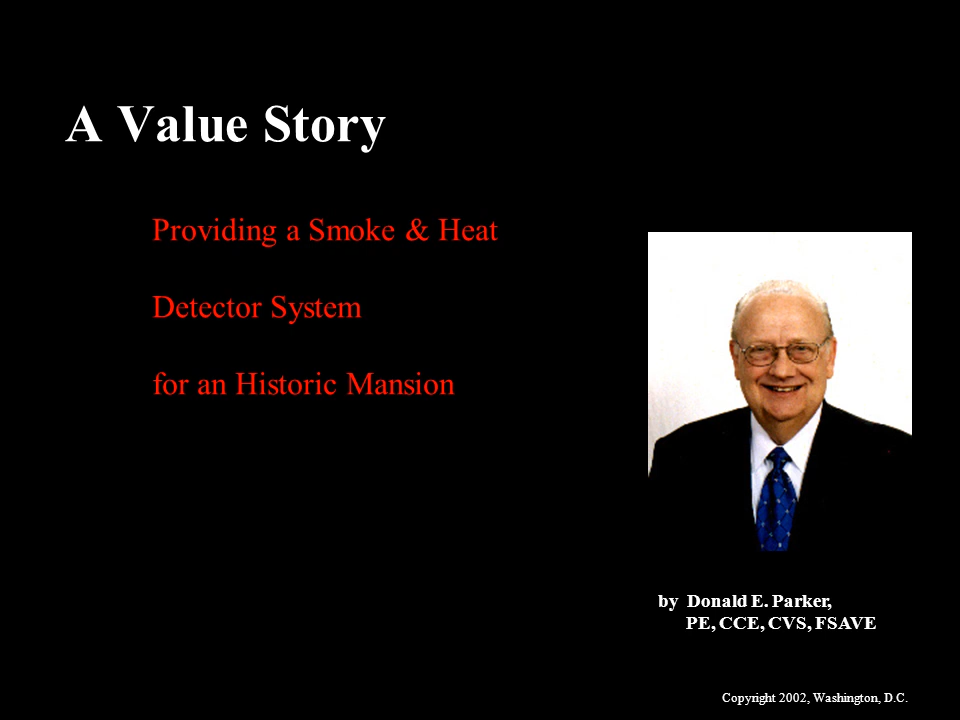 A Value Story
Providing a Smoke & Heat
Detector System
for an Historic Mansion
by Donald E. Parker,
PE, CCE, CVS, FSAVE
Copyright 2002, Washington, D.C.